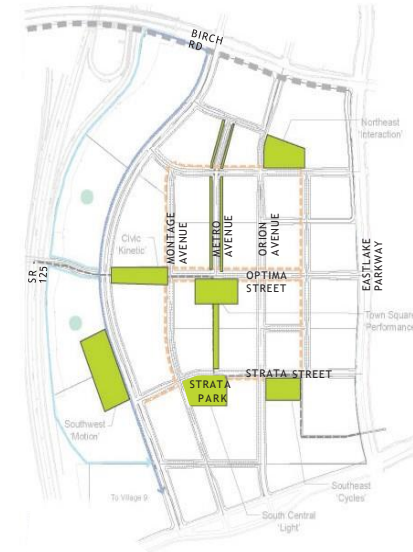 BIRCH
RD
Northeast
'Interaction'
Civic
Kinetic'
MONTAGE
AVENUE
METRO
AVENUE
ORION
AVENUE
EASTLAKE
PARKWAY
SR -
125
OPTIMA
STREET
Town Square
'Performance'
STRATA STREET
STRATA
PARK
Southwest
'Motion'
To Village 9
Southeast
'Cycles'
South Central
'Light'